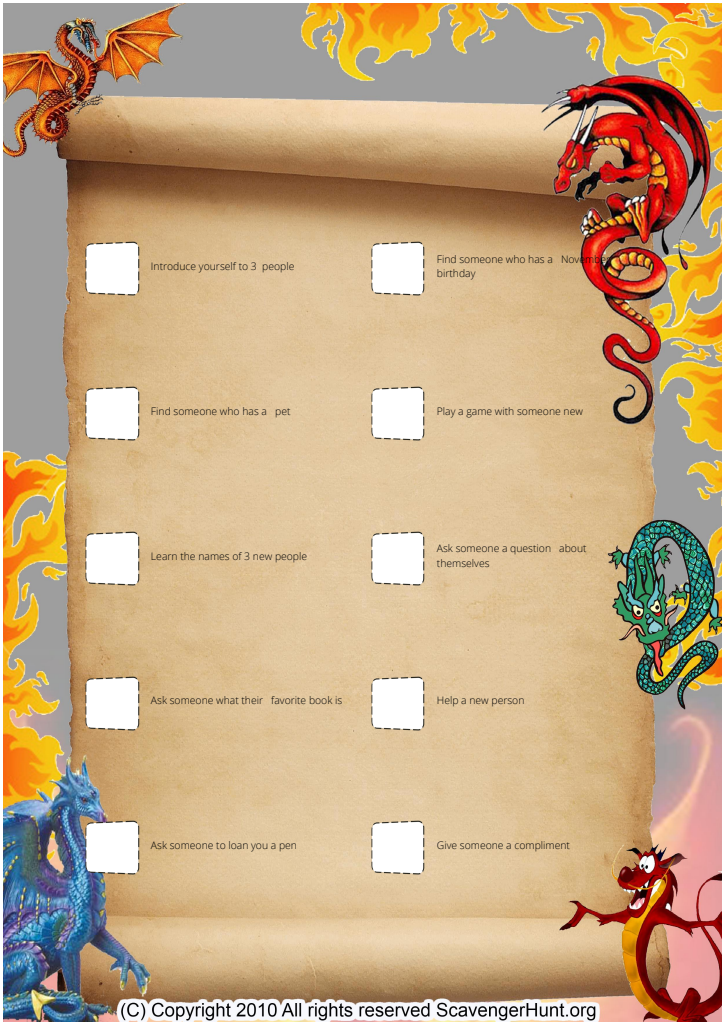 Introduce yourself to 3 people
Find someone who has a November
birthday
Find someone who has a pet
Play a game with someone new
Learn the names of 3 new people
Ask someone a question about
themselves
Ask someone what their favorite book is
Help a new person
Ask someone to loan you a pen
Give someone a compliment
(C) Copyright 2010 All rights reserved ScavengerHunt.org